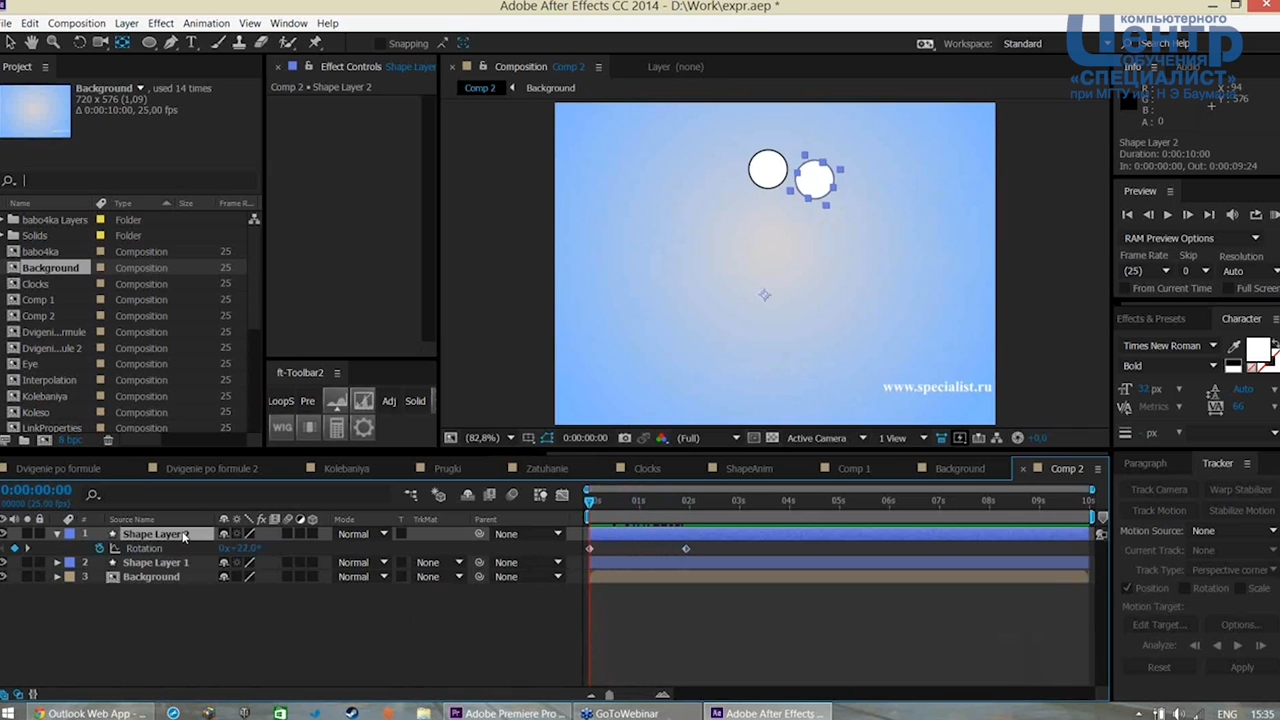 Adobe After Effects CC 2014 - D:\Work\expr.aep *
File Edit Composition Layer Effect Animation View Window Help
Snapping
Workspace: Standard
Search Help
компьютерного
Центр
ОБУЧЕНИЯ
«СПЕЦИАЛИСТ»
при МГТУ им. Н Э Баумана
Project
Effect Controls Shape Layer
Composition Comp 2
Layer (none)
Info
Audio
Background, used 14 times
720 x 576 (1,09)
Δ 0:00:10:00, 25,00 fps
Comp 2 • Shape Layer 2
Comp 2
Background
R:
G:
B:
A: 0
X: 94
Y: 576
Shape Layer 2
Duration: 0:00:10:00
In: 0:00:00:00, Out: 0:00:09:24
Name Type Size Frame R...
babo4ka Layers Folder
Solids Folder
babo4ka Composition 25
Background Composition 25
Clocks Composition 25
Comp 1 Composition 25
Comp 2 Composition 25
Dvigeni...rmule Composition 25
Dvigeni...ule 2 Composition 25
Eye Composition 25
Interpolation Composition 25
Kolebaniya Composition 25
Koleso Composition 25
LinkProperties Composition 25
8 bpc
ft-Toolbar2
LoopS Pre Adj Solid
WIG
www.specialist.ru
(82,8%) 0:00:00:00 (Full) Active Camera 1 View +0,0
Preview
RAM Preview Options
Frame Rate Skip Resolution
(25) 0 Auto
From Current Time Full Screen
Effects & Presets Character
Times New Roman
Bold
32 px Auto
Metrics 66
- px
Dvigenie po formule Dvigenie po formule 2 Kolebaniya Prugki Zatuhanie Clocks ShapeAnim Comp 1 Background Comp 2
0:00:00:00
00000 (25,00 fps)
# Source Name Mode T TrkMat Parent
01s 02s 03s 04s 05s 06s 07s 08s 09s 10s
1 Shape Layer 2 Normal None
Rotation 0x+22,0°
2 Shape Layer 1 Normal None None
3 Background Normal None None
Paragraph Tracker
Track Camera Warp Stabilizer
Track Motion Stabilize Motion
Motion Source: None
Current Track: None
Track Type: Perspective corner
Position Rotation Scale
Motion Target:
Edit Target... Options...
Analyze:
Reset Apply
Outlook Web App - ...
Adobe Premiere Pro ...
GoToWebinar
Adobe After Effects ...
ENG 15:35